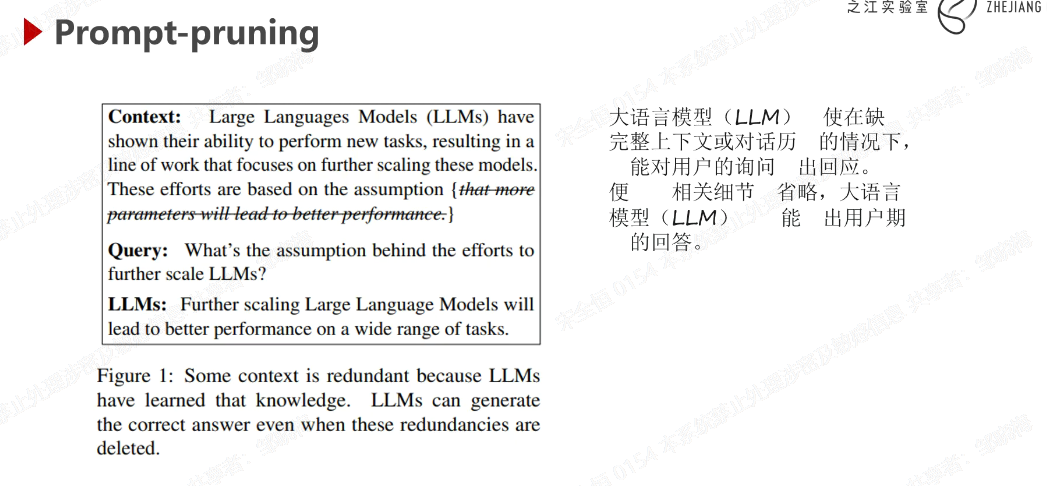 Prompt-pruning
之江实验室
ZHEJIANG
Context: Large Languages Models (LLMs) have
shown their ability to perform new tasks, resulting in a
line of work that focuses on further scaling these models.
These efforts are based on the assumption {that more
parameters will lead to better performance.}
Query: What's the assumption behind the efforts to
further scale LLMs?
LLMs: Further scaling Large Language Models will
lead to better performance on a wide range of tasks.
Figure 1: Some context is redundant because LLMs
have learned that knowledge. LLMs can generate
the correct answer even when these redundancies are
deleted.
大语言模型（LLM） 使在缺
完整上下文或对话历 的情况下，
能对用户的询问 出回应。
便 相关细节 省略，大语言
模型（LLM） 能 出用户期
的回答。